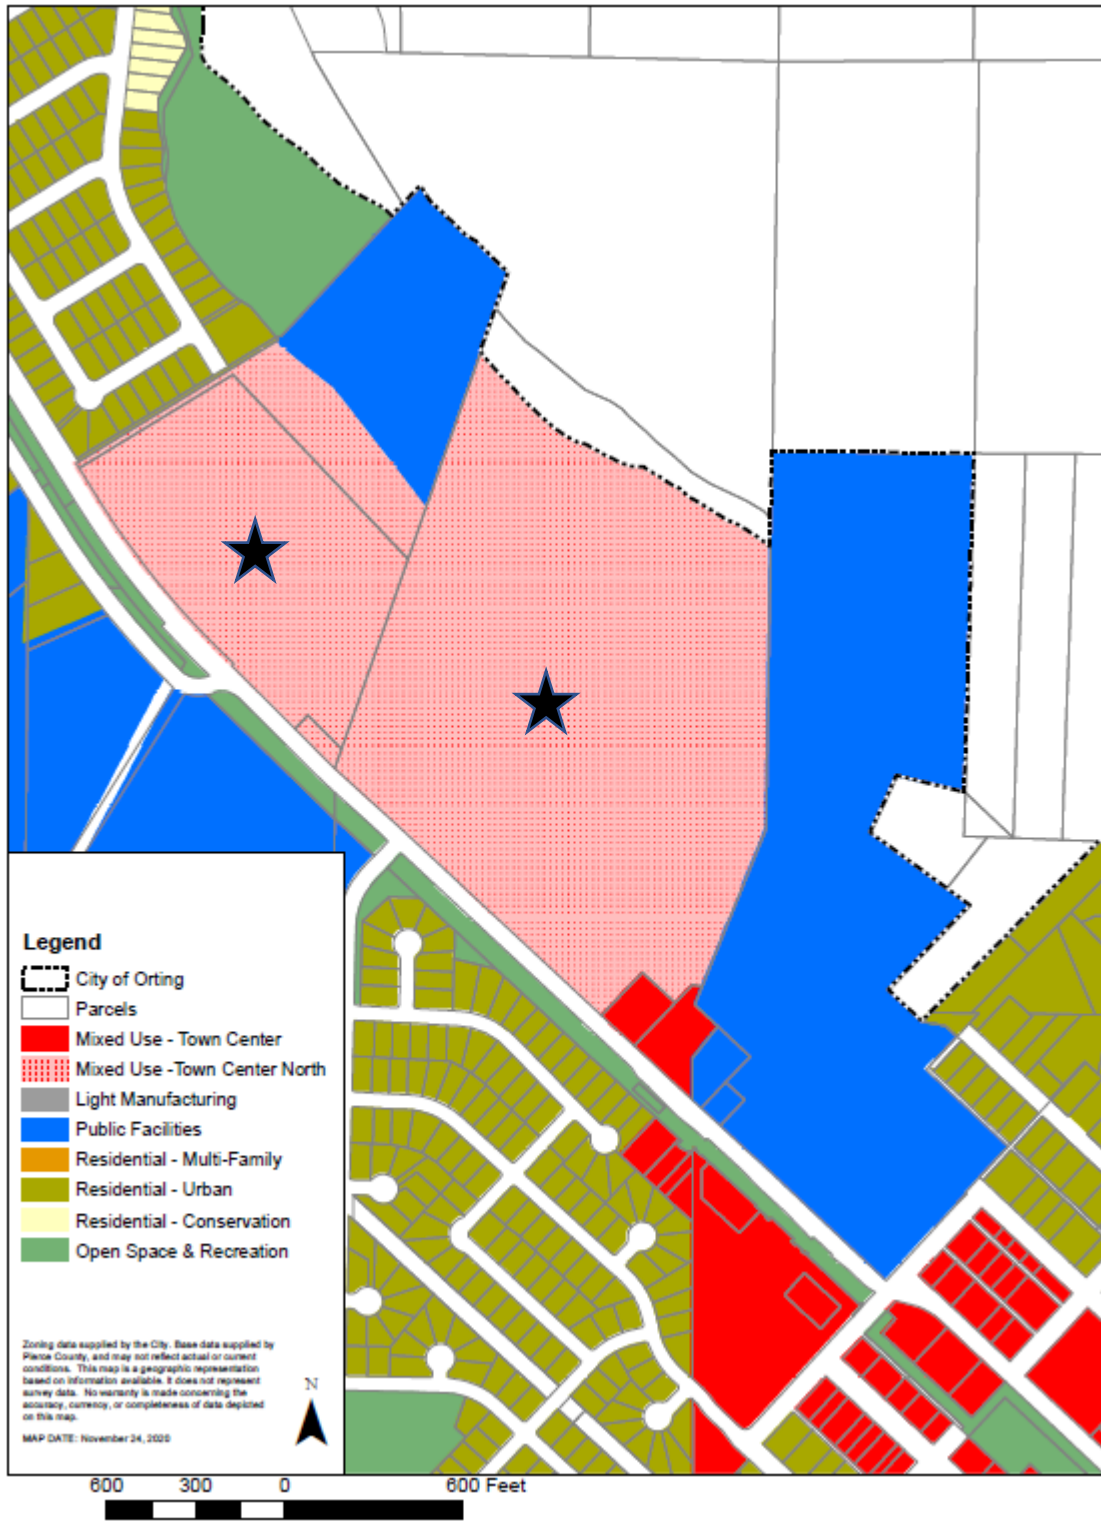 Legend
City of Orting
Parcels
Mixed Use - Town Center
Mixed Use -Town Center North
Light Manufacturing
Public Facilities
Residential - Multi-Family
Residential - Urban
Residential - Conservation
Open Space & Recreation
Zoning data supplied by the City. Base data supplied by
Pierce County, and may not reflect actual or current
conditions. This map is a geographic representation
based on information available. It does not represent
survey data. No warranty is made concerning the
accuracy, currency, or completeness of data depicted
on this map.
N
MAP DATE: November 24, 2020
600 300 0 600 Feet